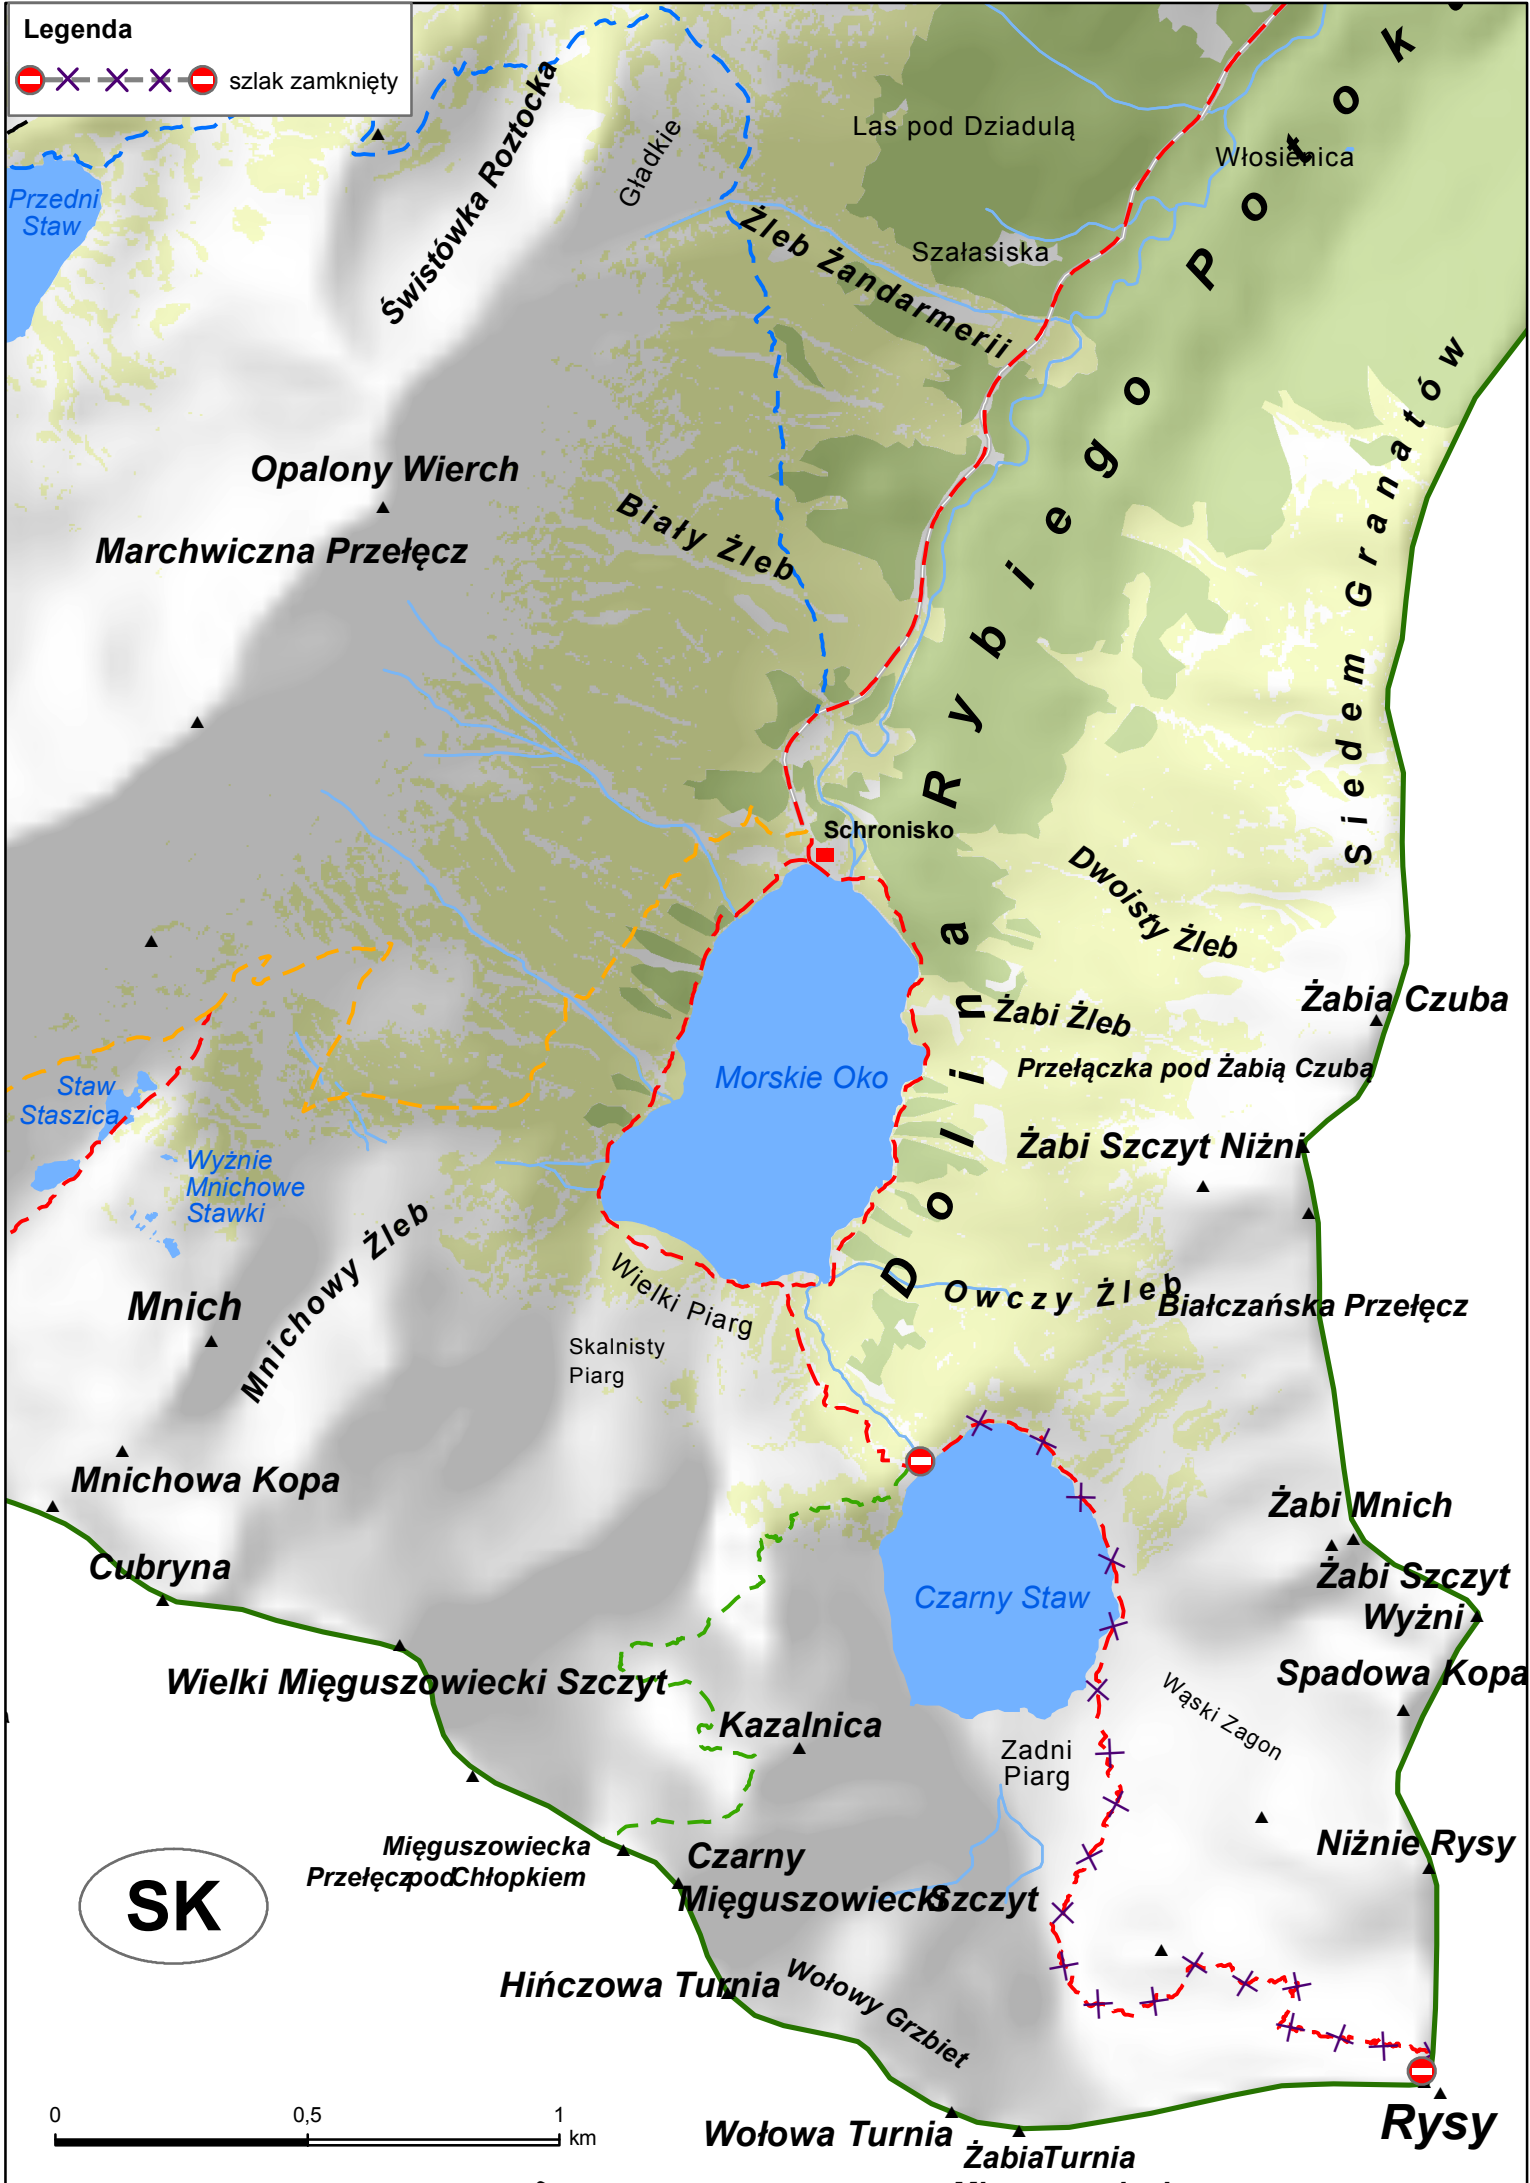 Legenda
szlak zamknięty
Przedni
Staw
Świstówka Roztocka
Gładkie
Las pod Dziadulą
Włosienica
Żleb Żandarmerii
Szałasiska
Dolina Rybiego Potok
Siedem Granatów
Opalony Wierch
Marchwiczna Przełęcz
Biały Żleb
Schronisko
Dwoisty Żleb
Żabia Czuba
Żabi Żleb
Przełączka pod Żabią Czubą
Morskie Oko
Staw
Staszica
Żabi Szczyt Niżni
Wyżnie
Mnichowe
Stawki
Mnichowy Żleb
Wielki Piarg
Owczy Żleb
Białczańska Przełęcz
Mnich
Skalnisty
Piarg
Mnichowa Kopa
Żabi Mnich
Cubryna
Żabi Szczyt
Wyżni
Czarny Staw
Wielki Mięguszowiecki Szczyt
Spadowa Kopa
Wąski Zagon
Kazalnica
Zadni
Piarg
Niżnie Rysy
Mięguszowiecka
Przełęcz pod Chłopkiem
Czarny
Mięguszowiecki Szczyt
SK
Hińczowa Turnia
Wołowy Grzbiet
Rysy
0 0,5 1
km
Wołowa Turnia
Żabia Turnia